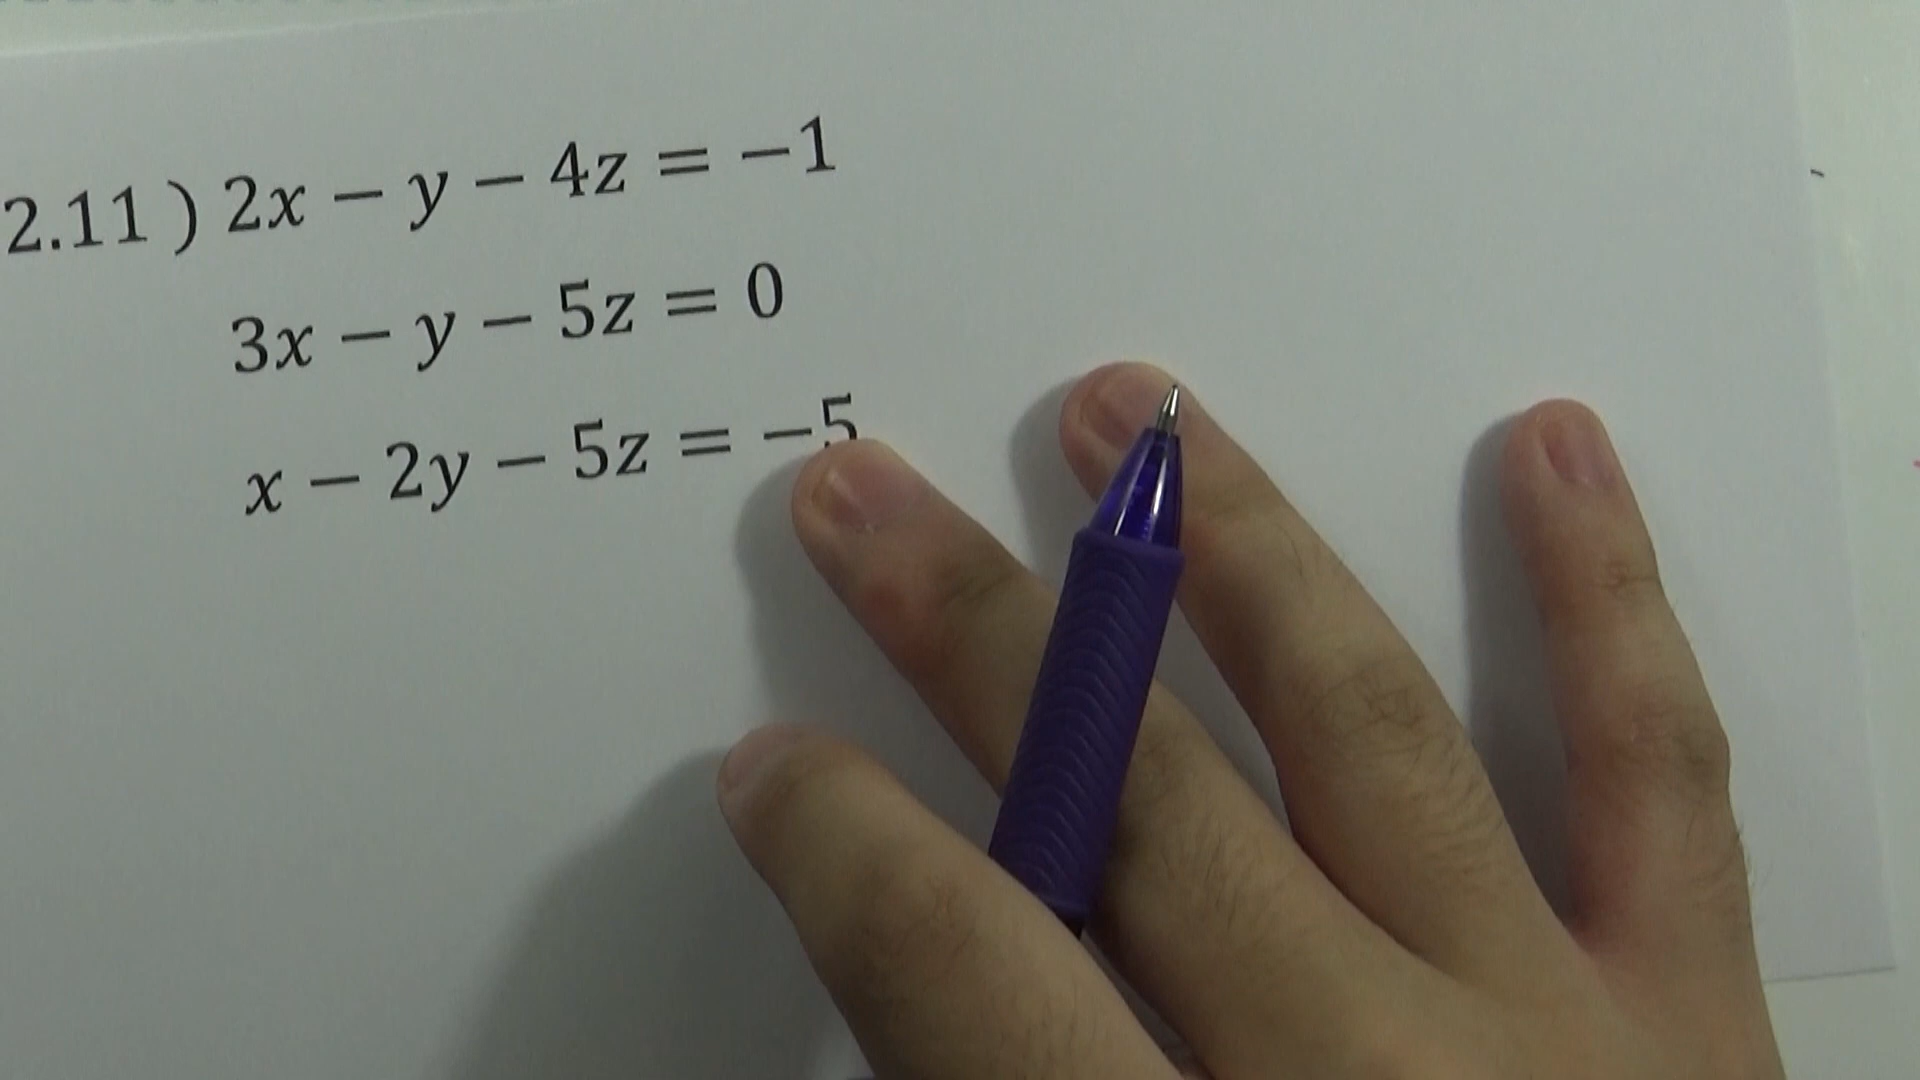 2.11 ) 2x − y − 4z = −1
3x − y − 5z = 0
x − 2y − 5z = −5